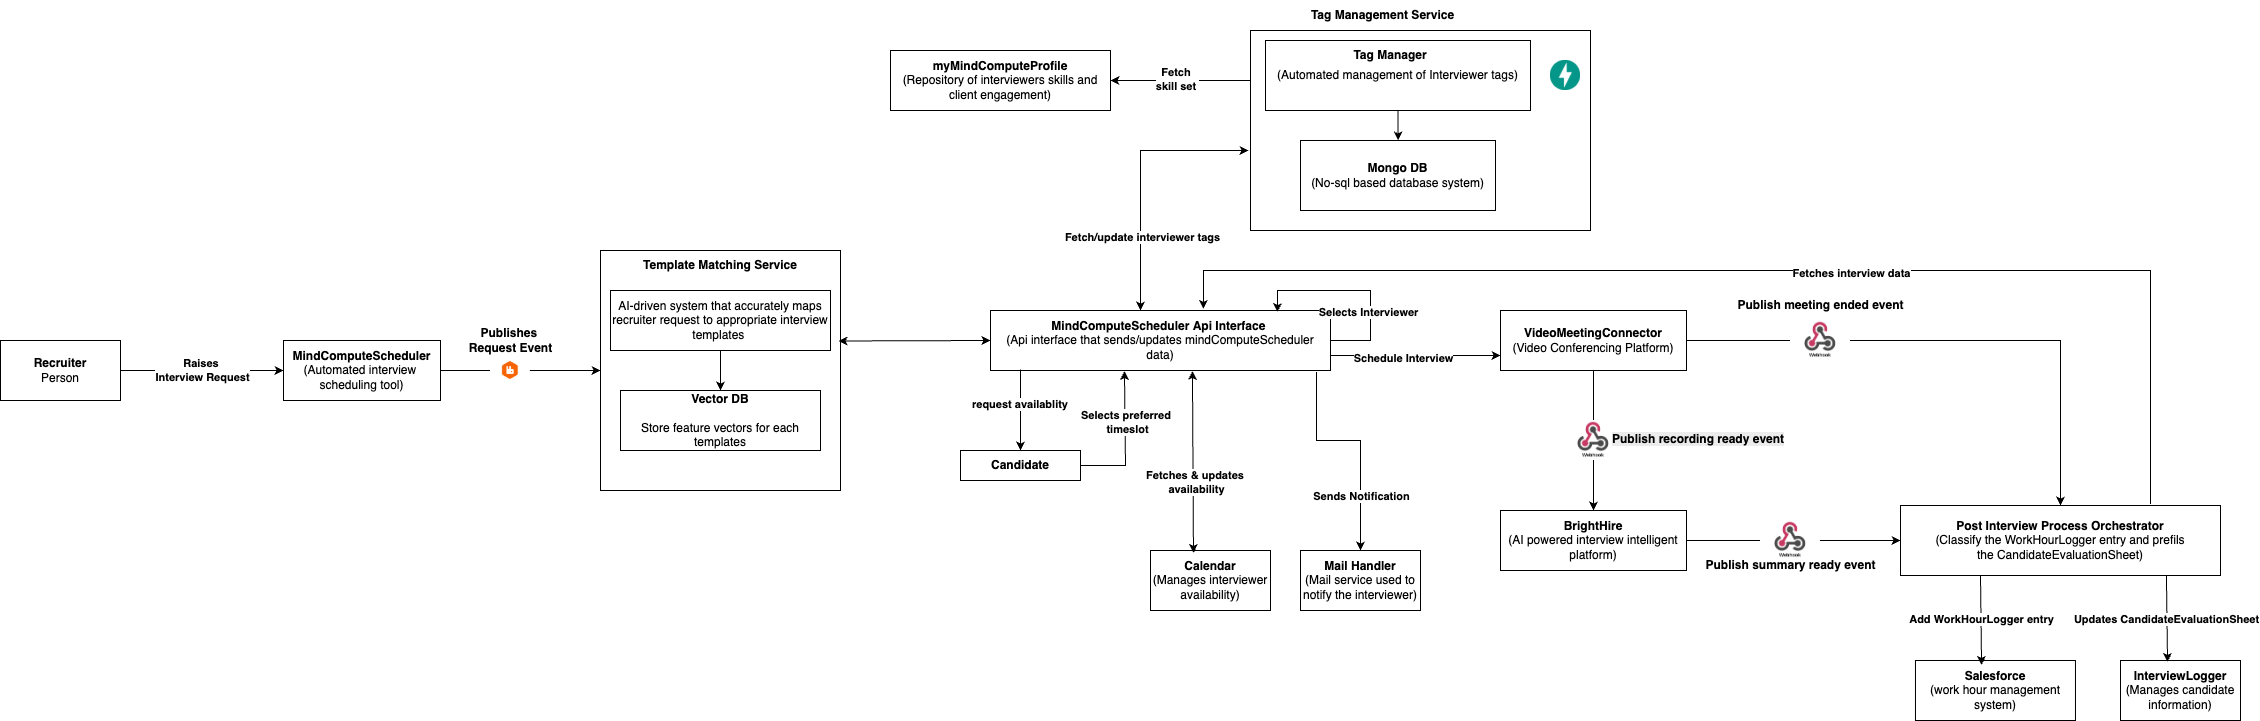 Tag Management Service
Tag Manager
(Automated management of Interviewer tags)
myMindComputeProfile
(Repository of interviewers skills and
client engagement)
Fetch
skill set
Mongo DB
(No-sql based database system)
Fetch/update interviewer tags
Template Matching Service
AI-driven system that accurately maps
recruiter request to appropriate interview
templates
Vector DB
Store feature vectors for each
templates
Recruiter
Person
Raises
Interview Request
MindComputeScheduler
(Automated interview
scheduling tool)
Publishes
Request Event
MindComputeScheduler Api Interface
(Api interface that sends/updates mindComputeScheduler
data)
Selects Interviewer
Schedule Interview
Fetches interview data
VideoMeetingConnector
(Video Conferencing Platform)
Publish meeting ended event
Webhook
request availablity
Selects preferred
timeslot
Candidate
Fetches & updates
availability
Sends Notification
Calendar
(Manages interviewer
availability)
Mail Handler
(Mail service used to
notify the interviewer)
Publish recording ready event
Webhook
BrightHire
(AI powered interview intelligent
platform)
Webhook
Publish summary ready event
Post Interview Process Orchestrator
(Classify the WorkHourLogger entry and prefils
the CandidateEvaluationSheet)
Add WorkHourLogger entry
Updates CandidateEvaluationSheet
Salesforce
(work hour management
system)
InterviewLogger
(Manages candidate
information)